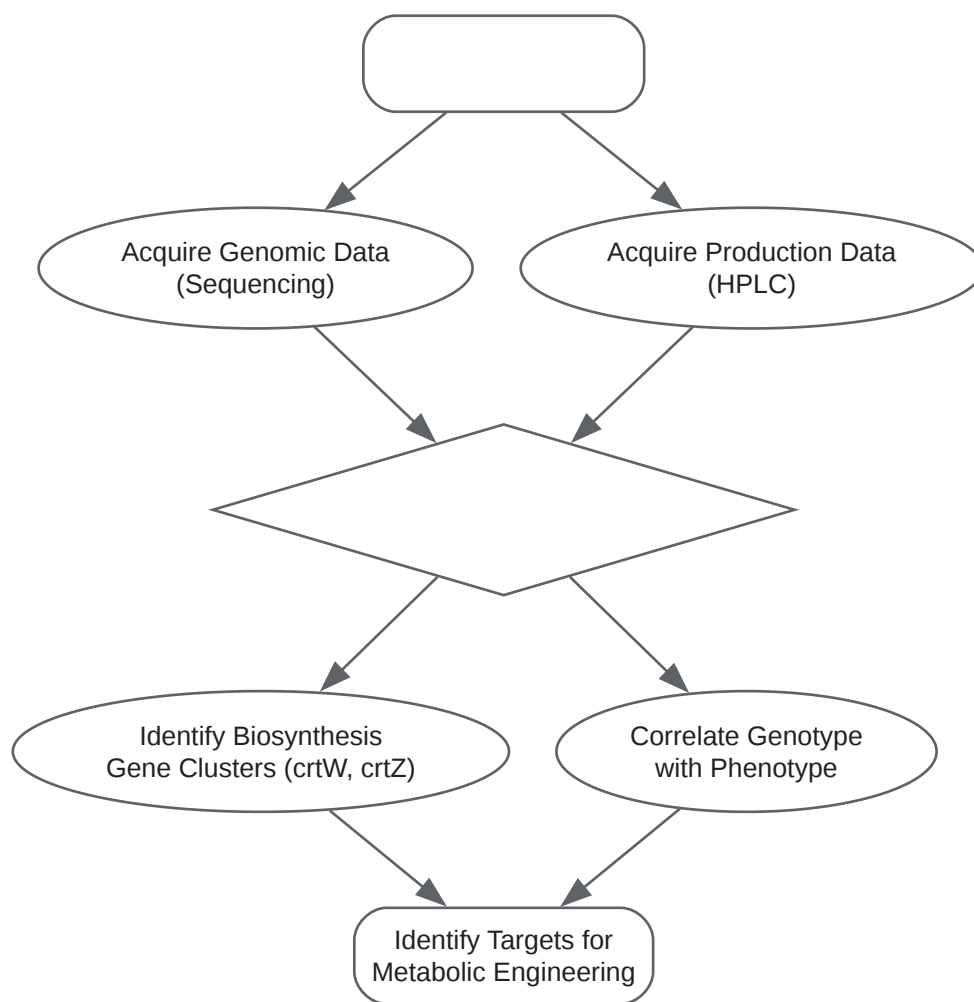 Acquire Genomic Data
(Sequencing)
Acquire Production Data
(HPLC)
Identify Biosynthesis
Gene Clusters (crtW, crtZ)
Correlate Genotype
with Phenotype
Identify Targets for
Metabolic Engineering